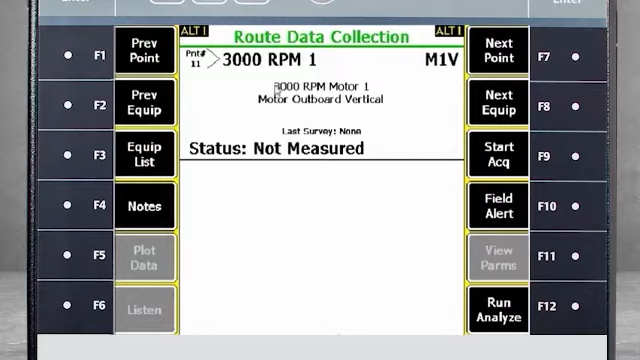 Enter
Enter
ALT 1
Route Data Collection
ALT 1
F1
Prev
Point
Pnt#
11
3000 RPM 1
M1V
Next
Point
F7
3000 RPM Motor 1
Motor Outboard Vertical
F2
Prev
Equip
Next
Equip
F8
Last Survey: None
F3
Equip
List
Status: Not Measured
Start
Acq
F9
F4
Notes
Field
Alert
F10
F5
Plot
Data
View
Parms
F11
F6
Listen
Run
Analyze
F12